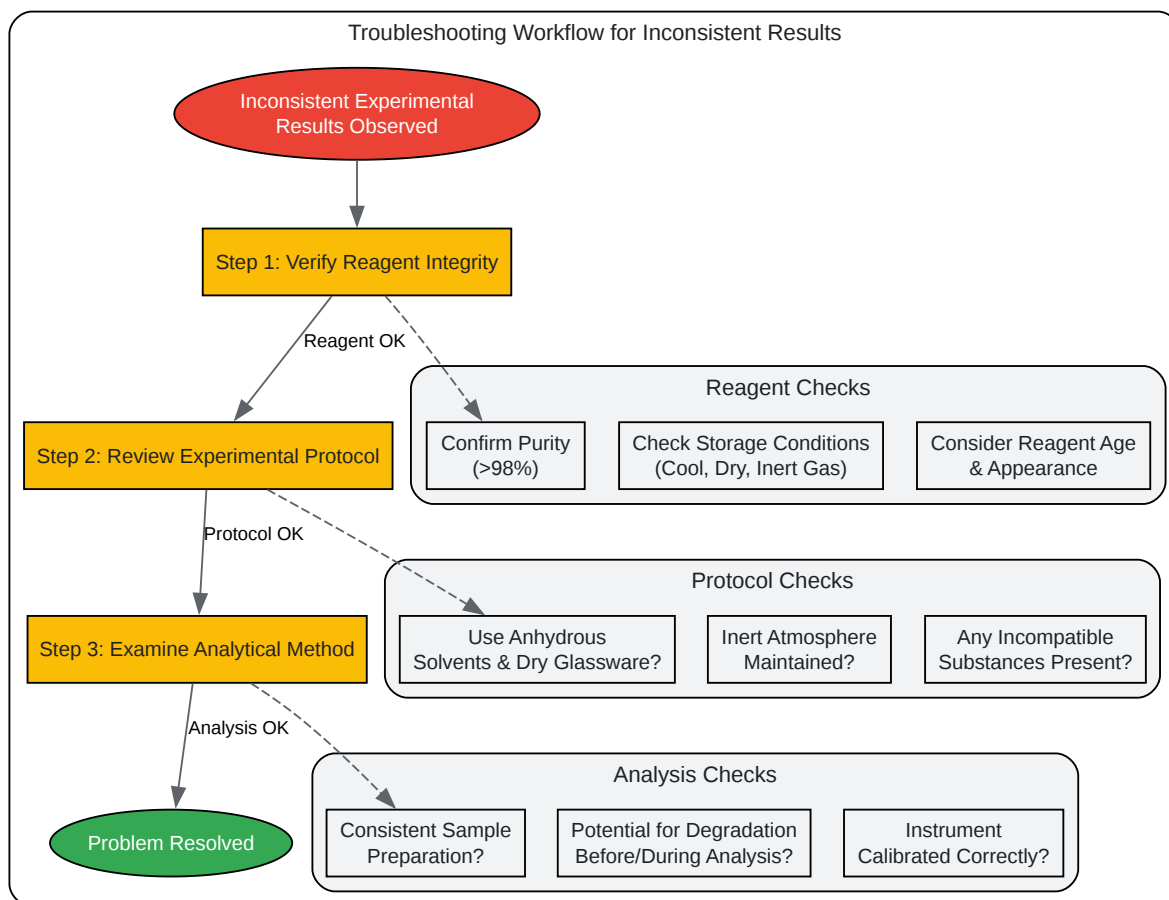 Troubleshooting Workflow for Inconsistent Results
Inconsistent Experimental
Results Observed
Step 1: Verify Reagent Integrity
Reagent OK
Reagent Checks
Confirm Purity
(>98%)
Check Storage Conditions
(Cool, Dry, Inert Gas)
Consider Reagent Age
& Appearance
Step 2: Review Experimental Protocol
Protocol OK
Protocol Checks
Use Anhydrous
Solvents & Dry Glassware?
Inert Atmosphere
Maintained?
Any Incompatible
Substances Present?
Step 3: Examine Analytical Method
Analysis OK
Analysis Checks
Consistent Sample
Preparation?
Potential for Degradation
Before/During Analysis?
Instrument
Calibrated Correctly?
Problem Resolved